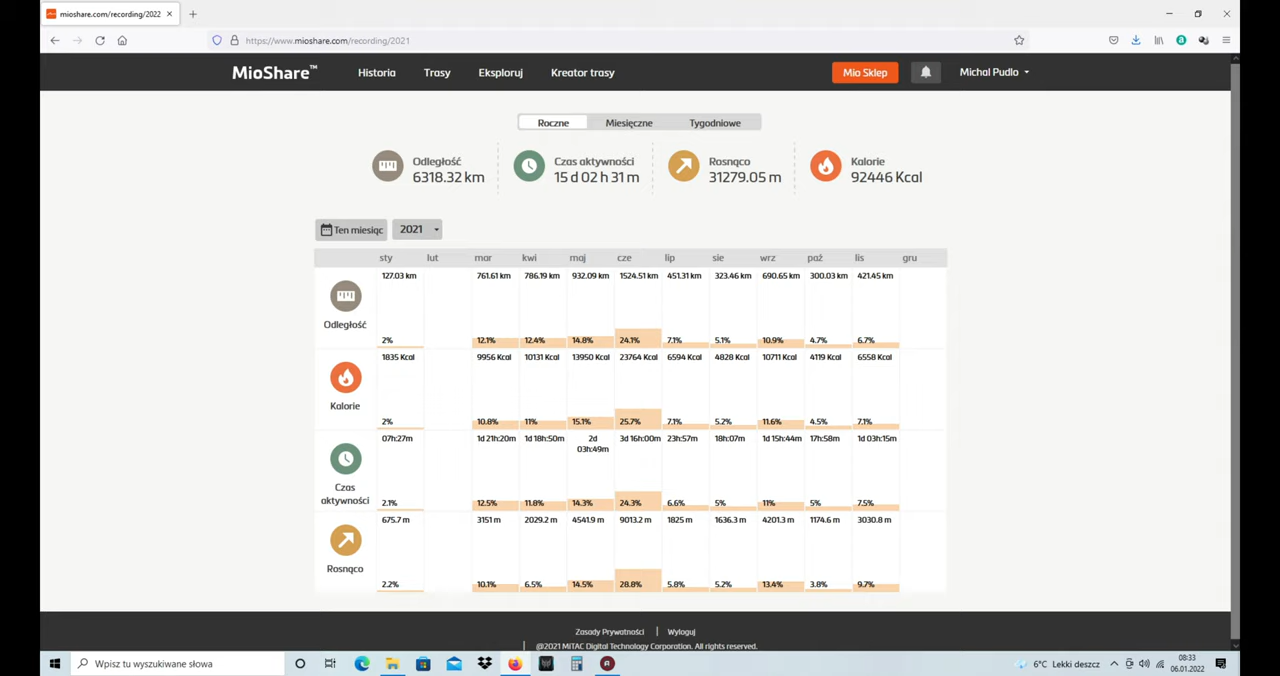 mioshare.com/recording/2022
https://www.mioshare.com/recording/2021
MioShare™ Historia Trasy Eksploruj Kreator trasy Mio Sklep Michal Pudlo
Roczne Miesięczne Tygodniowe
Odległość Czas aktywności Rosnąco Kalorie
6318.32 km 15 d 02 h 31 m 31279.05 m 92446 Kcal
Ten miesiąc 2021
sty lut mar kwi maj cze lip sie wrz paź lis gru
127.03 km 761.61 km 786.19 km 932.09 km 1524.51 km 451.31 km 323.46 km 690.65 km 300.03 km 421.45 km
Odległość
2% 12.1% 12.4% 14.8% 24.1% 7.1% 5.1% 10.9% 4.7% 6.7%
1835 Kcal 9956 Kcal 10131 Kcal 13950 Kcal 23764 Kcal 6594 Kcal 4828 Kcal 10711 Kcal 4119 Kcal 6558 Kcal
Kalorie
2% 10.8% 11% 15.1% 25.7% 7.1% 5.2% 11.6% 4.5% 7.1%
07h:27m 1d 21h:20m 1d 18h:50m 2d 03h:49m 3d 16h:00m 23h:57m 18h:07m 1d 15h:44m 17h:58m 1d 03h:15m
Czas
aktywności
2.1% 12.5% 11.8% 14.3% 24.3% 6.6% 5% 11% 5% 7.5%
675.7 m 3151 m 2029.2 m 4541.9 m 9013.2 m 1825 m 1636.3 m 4201.3 m 1174.6 m 3030.8 m
Rosnąco
2.2% 10.1% 6.5% 14.5% 28.8% 5.8% 5.2% 13.4% 3.8% 9.7%
Zasady Prywatności | Wyloguj
| @2021 MiTAC Digital Technology Corporation. All rights reserved.
Wpisz tu wyszukiwane słowa 6°C Lekki deszcz 08:33
06.01.2022